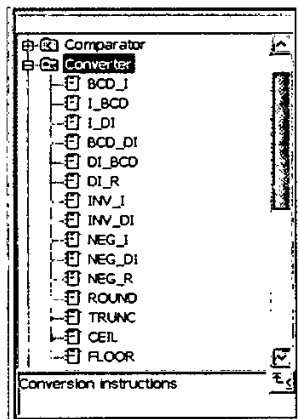 Comparator
Converter
BCD_I
I_BCD
I_DI
BCD_DI
DI_BCD
DI_R
INV_I
INV_DI
NEG_I
NEG_DI
NEG_R
ROUND
TRUNC
CEIL
FLOOR
Conversion instructions